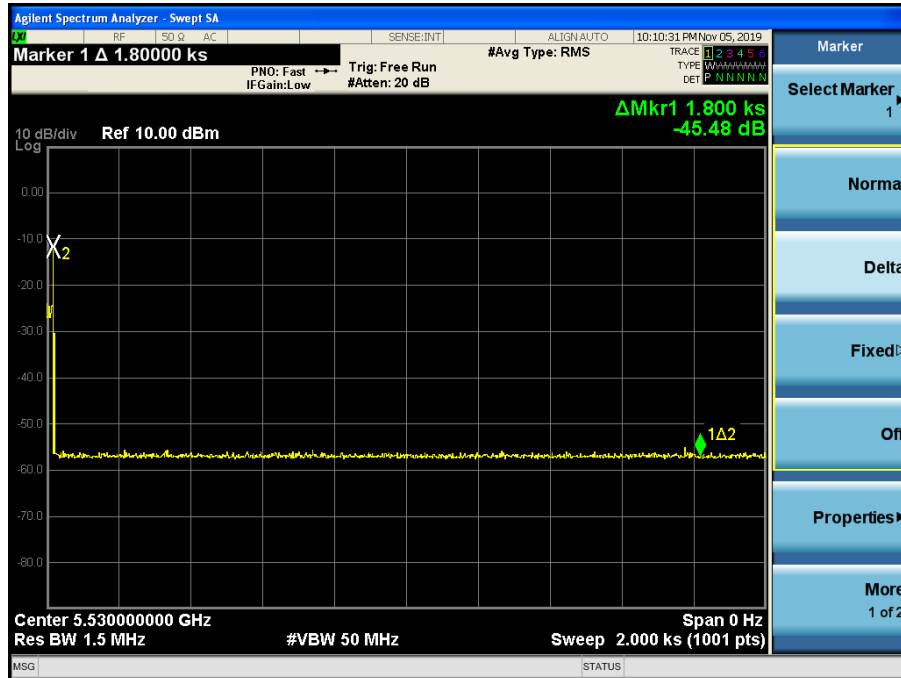 Agilent Spectrum Analyzer - Swept SA
LXI RF 50 Ω AC SENSE:INT ALIGN AUTO 10:10:31 PM Nov 05, 2019
Marker 1 Δ 1.80000 ks
PNO: Fast
IFGain:Low
Trig: Free Run
#Atten: 20 dB
#Avg Type: RMS
TRACE 1 2 3 4 5 6
TYPE WWWWWW
DET P N N N N N
ΔMkr1 1.800 ks
-45.48 dB
10 dB/div Ref 10.00 dBm
Log
0.00
-10.0
-20.0
-30.0
-40.0
-50.0
-60.0
-70.0
-80.0
2
1Δ2
Center 5.530000000 GHz Span 0 Hz
Res BW 1.5 MHz #VBW 50 MHz Sweep 2.000 ks (1001 pts)
MSG STATUS
Marker
Select Marker
1
Norma
Delta
Fixed
Off
Properties
More
1 of 2